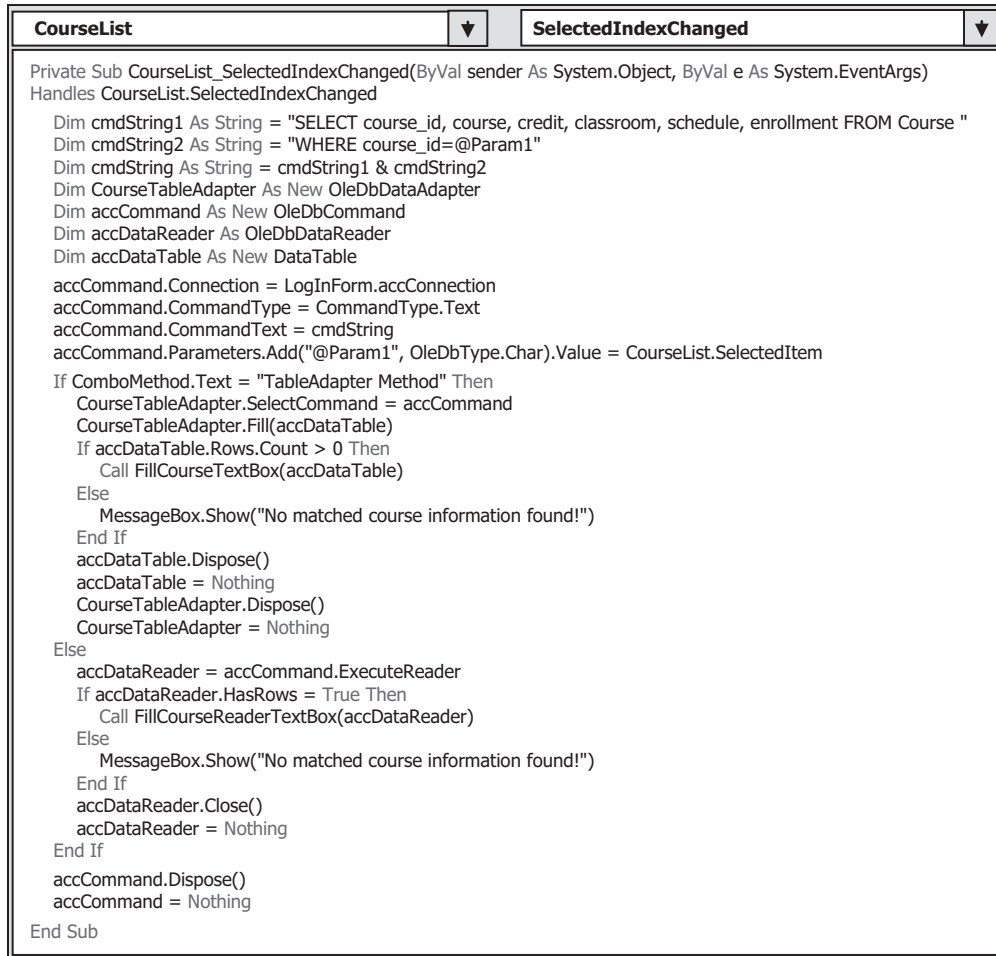 CourseList SelectedIndexChanged
Private Sub CourseList_SelectedIndexChanged(ByVal sender As System.Object, ByVal e As System.EventArgs)
Handles CourseList.SelectedIndexChanged
Dim cmdString1 As String = "SELECT course_id, course, credit, classroom, schedule, enrollment FROM Course "
Dim cmdString2 As String = "WHERE course_id=@Param1"
Dim cmdString As String = cmdString1 & cmdString2
Dim CourseTableAdapter As New OleDbDataAdapter
Dim accCommand As New OleDbCommand
Dim accDataReader As OleDbDataReader
Dim accDataTable As New DataTable
accCommand.Connection = LogInForm.accConnection
accCommand.CommandType = CommandType.Text
accCommand.CommandText = cmdString
accCommand.Parameters.Add("@Param1", OleDbType.Char).Value = CourseList.SelectedItem
If ComboMethod.Text = "TableAdapter Method" Then
CourseTableAdapter.SelectCommand = accCommand
CourseTableAdapter.Fill(accDataTable)
If accDataTable.Rows.Count > 0 Then
Call FillCourseTextBox(accDataTable)
Else
MessageBox.Show("No matched course information found!")
End If
accDataTable.Dispose()
accDataTable = Nothing
CourseTableAdapter.Dispose()
CourseTableAdapter = Nothing
Else
accDataReader = accCommand.ExecuteReader
If accDataReader.HasRows = True Then
Call FillCourseReaderTextBox(accDataReader)
Else
MessageBox.Show("No matched course information found!")
End If
accDataReader.Close()
accDataReader = Nothing
End If
accCommand.Dispose()
accCommand = Nothing
End Sub